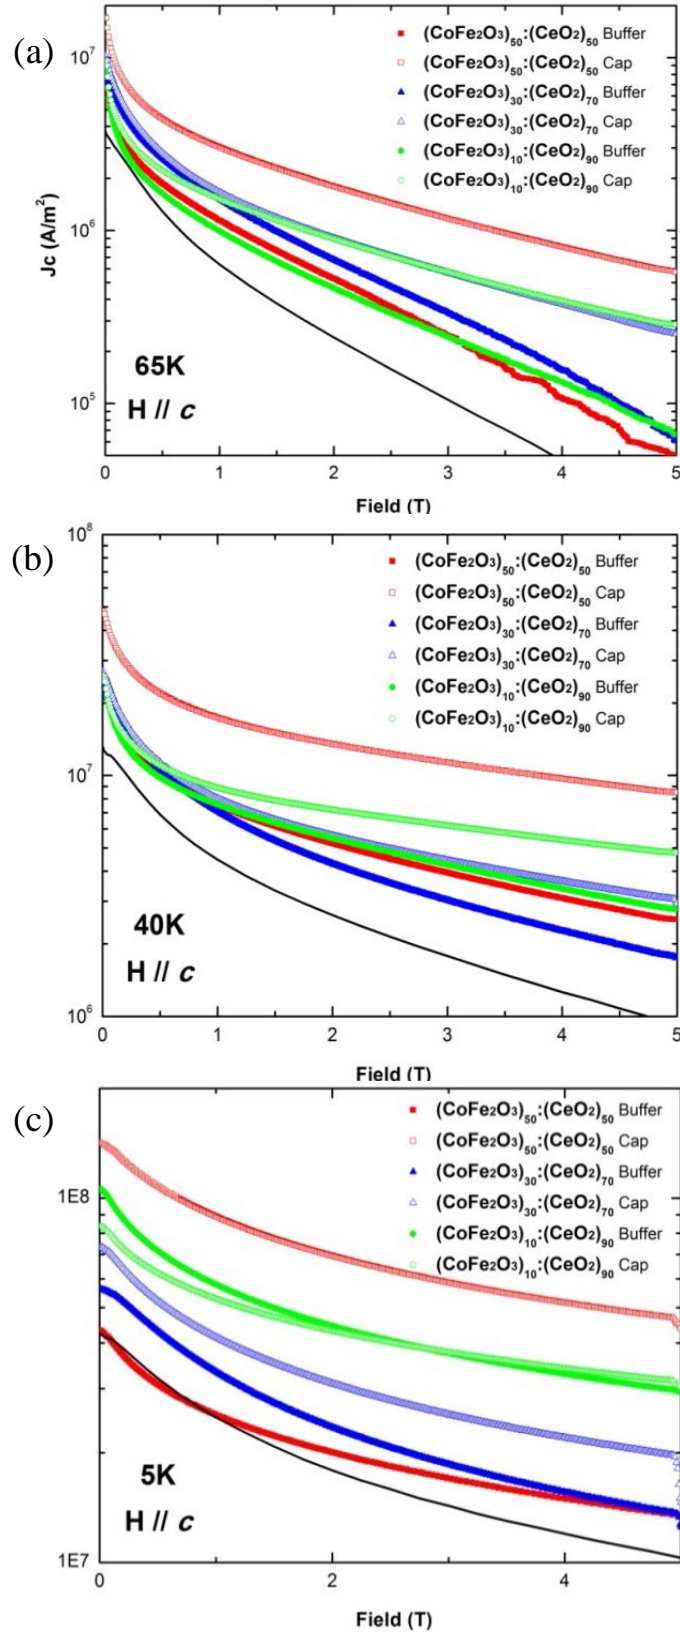 (a)
10⁷
10⁶
10⁵
Jc (A/m²)
(CoFe₂O₃)₅₀:(CeO₂)₅₀ Buffer
(CoFe₂O₃)₅₀:(CeO₂)₅₀ Cap
(CoFe₂O₃)₃₀:(CeO₂)₇₀ Buffer
(CoFe₂O₃)₃₀:(CeO₂)₇₀ Cap
(CoFe₂O₃)₁₀:(CeO₂)₉₀ Buffer
(CoFe₂O₃)₁₀:(CeO₂)₉₀ Cap
65K
H // c
0 1 2 3 4 5
Field (T)
(b)
10⁸
10⁷
10⁶
(CoFe₂O₃)₅₀:(CeO₂)₅₀ Buffer
(CoFe₂O₃)₅₀:(CeO₂)₅₀ Cap
(CoFe₂O₃)₃₀:(CeO₂)₇₀ Buffer
(CoFe₂O₃)₃₀:(CeO₂)₇₀ Cap
(CoFe₂O₃)₁₀:(CeO₂)₉₀ Buffer
(CoFe₂O₃)₁₀:(CeO₂)₉₀ Cap
40K
H // c
0 1 2 3 4 5
Field (T)
(c)
1E8
1E7
(CoFe₂O₃)₅₀:(CeO₂)₅₀ Buffer
(CoFe₂O₃)₅₀:(CeO₂)₅₀ Cap
(CoFe₂O₃)₃₀:(CeO₂)₇₀ Buffer
(CoFe₂O₃)₃₀:(CeO₂)₇₀ Cap
(CoFe₂O₃)₁₀:(CeO₂)₉₀ Buffer
(CoFe₂O₃)₁₀:(CeO₂)₉₀ Cap
5K
H // c
0 2 4
Field (T)